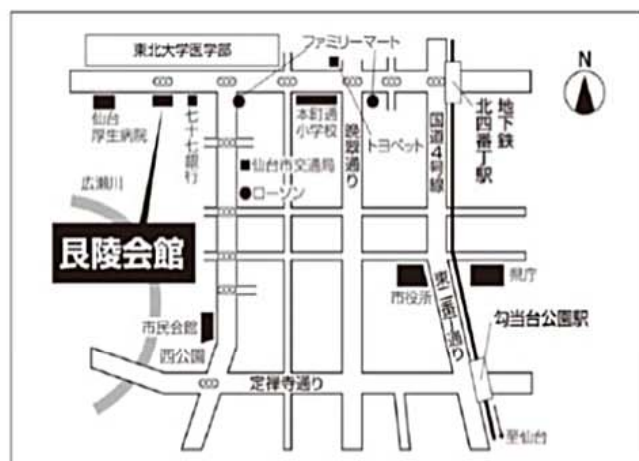 東北大学医学部
ファミリーマート
N
仙台
厚生病院
七十七銀行
本町通
小学校
晩翠通り
トヨペット
国道4号線
地下鉄
北四番丁駅
仙台市交通局
ローソン
広瀬川
艮陵会館
市役所
県庁
東二番丁通り
市民会館
西公園
勾当台公園駅
定禅寺通り
至仙台